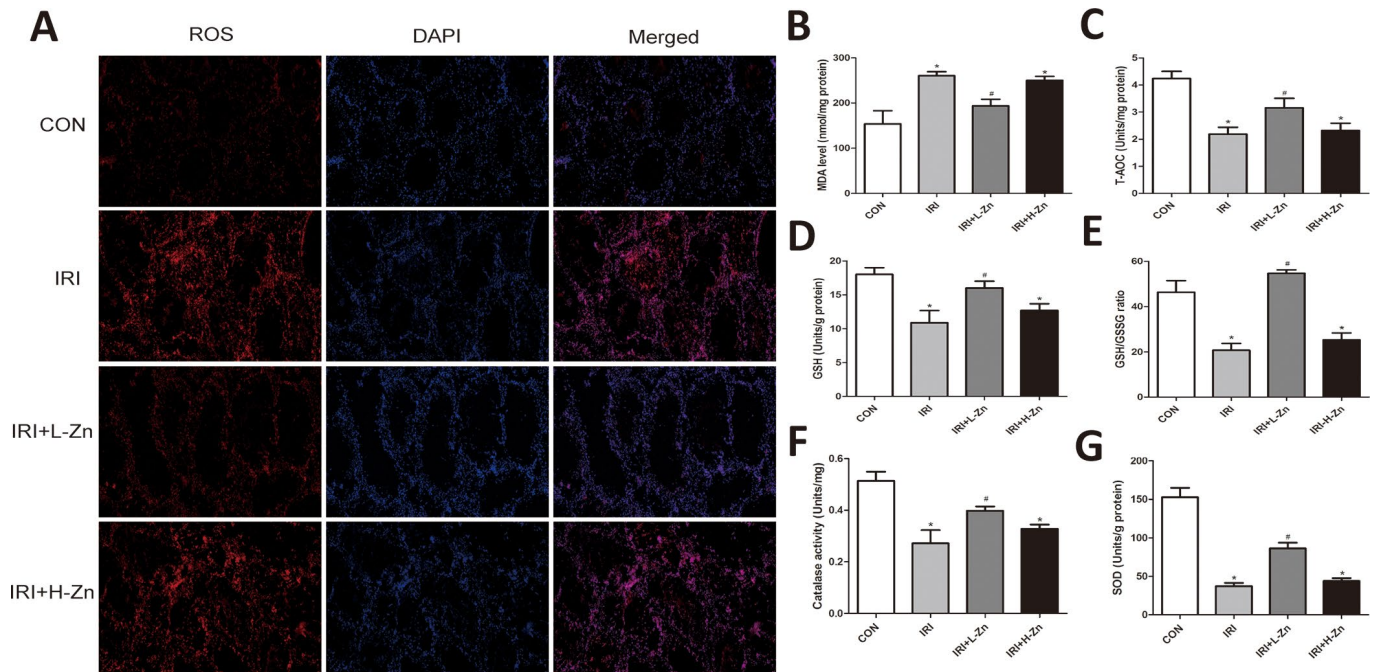 A
ROS
DAPI
Merged
CON
IRI
IRI+L-Zn
IRI+H-Zn
B
MDA level (nmol/mg protein)
300
200
100
0
CON
IRI
IRI+L-Zn
IRI+H-Zn
*
#
*
C
T-AOC (Units/mg protein)
5
4
3
2
1
0
CON
IRI
IRI+L-Zn
IRI+H-Zn
*
#
*
D
GSH (Units/g protein)
20
15
10
5
0
CON
IRI
IRI+L-Zn
IRI+H-Zn
*
#
*
E
GSH/GSSG ratio
60
40
20
0
CON
IRI
IRI+L-Zn
IRI-H-Zn
*
#
*
F
Catalase activity (Units/mg)
0.6
0.4
0.2
0.0
CON
IRI
IRI+L-Zn
IRI+H-Zn
*
#
*
G
SOD (Units/g protein)
200
150
100
50
0
CON
IRI
IRI+L-Zn
IRI+H-Zn
*
#
*